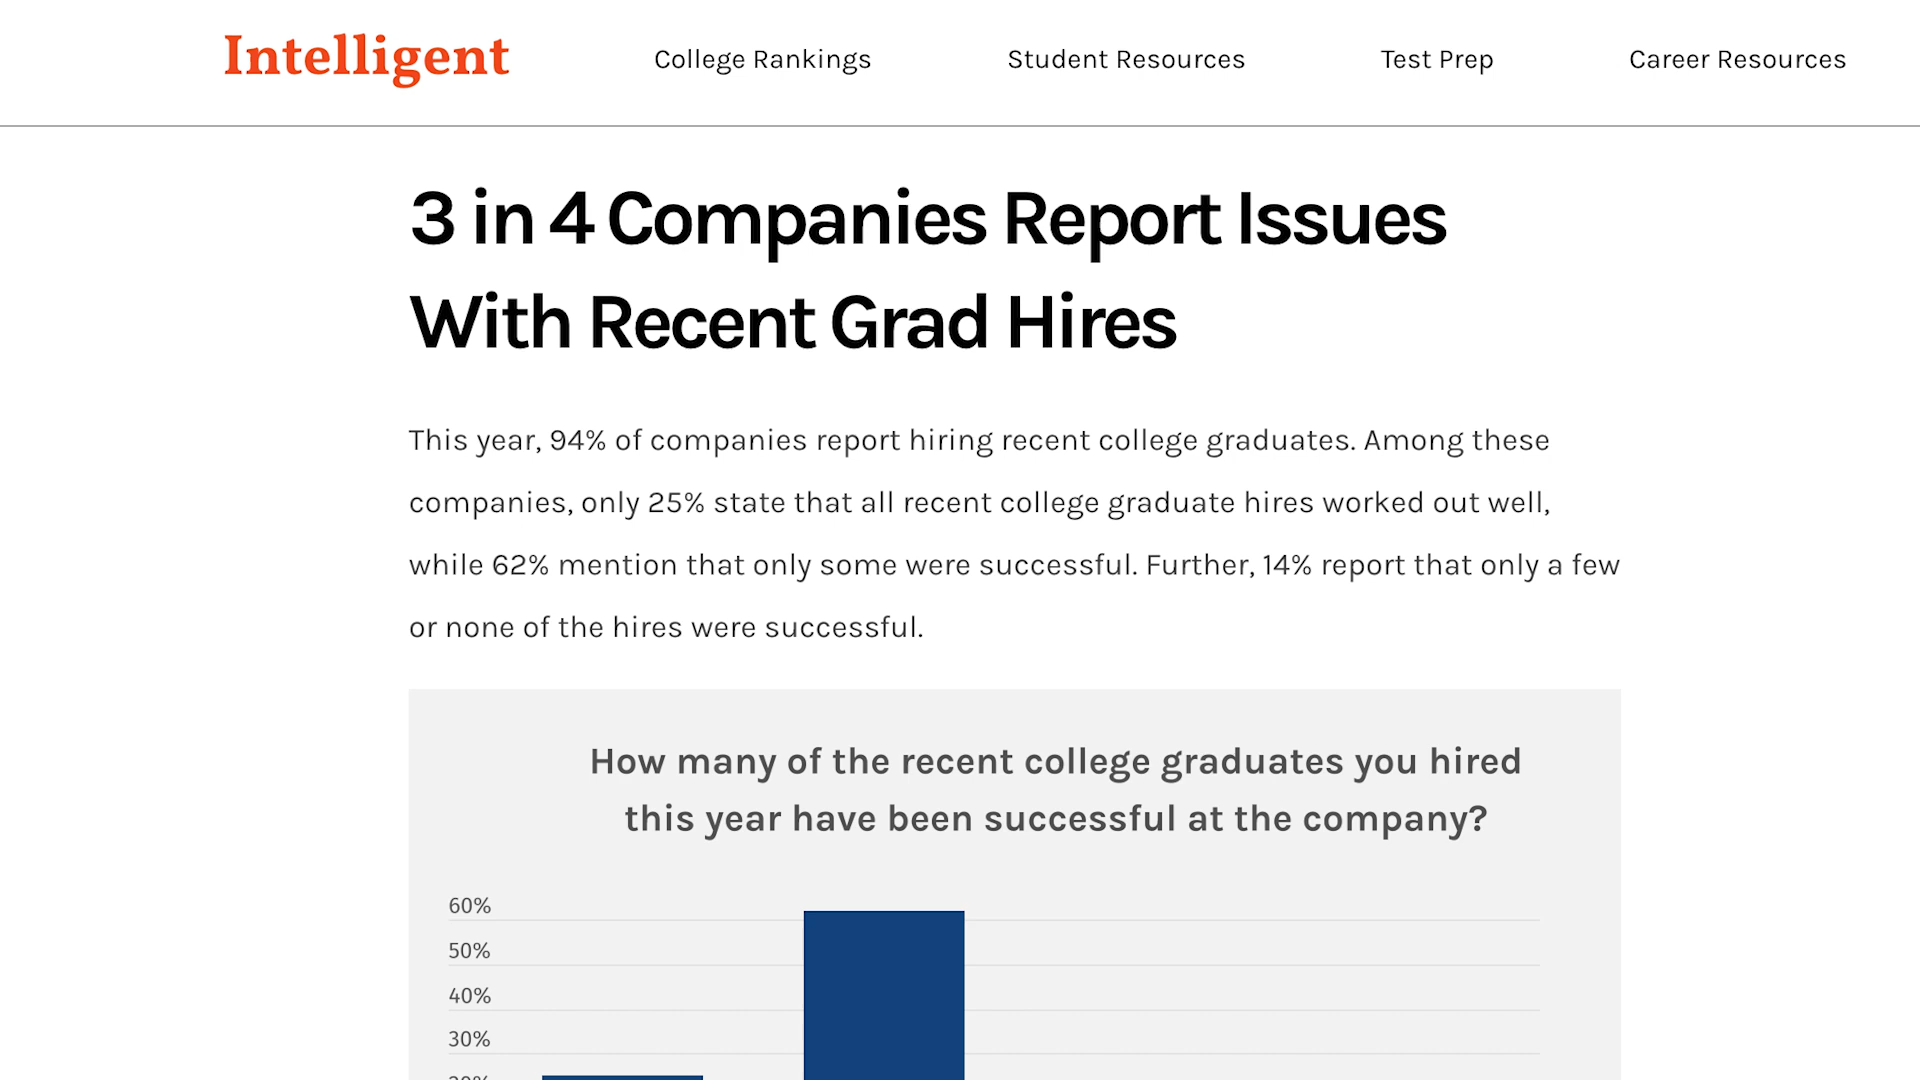 Intelligent
College Rankings
Student Resources
Test Prep
Career Resources
3 in 4 Companies Report Issues
With Recent Grad Hires
This year, 94% of companies report hiring recent college graduates. Among these
companies, only 25% state that all recent college graduate hires worked out well,
while 62% mention that only some were successful. Further, 14% report that only a few
or none of the hires were successful.
How many of the recent college graduates you hired
this year have been successful at the company?
60%
50%
40%
30%